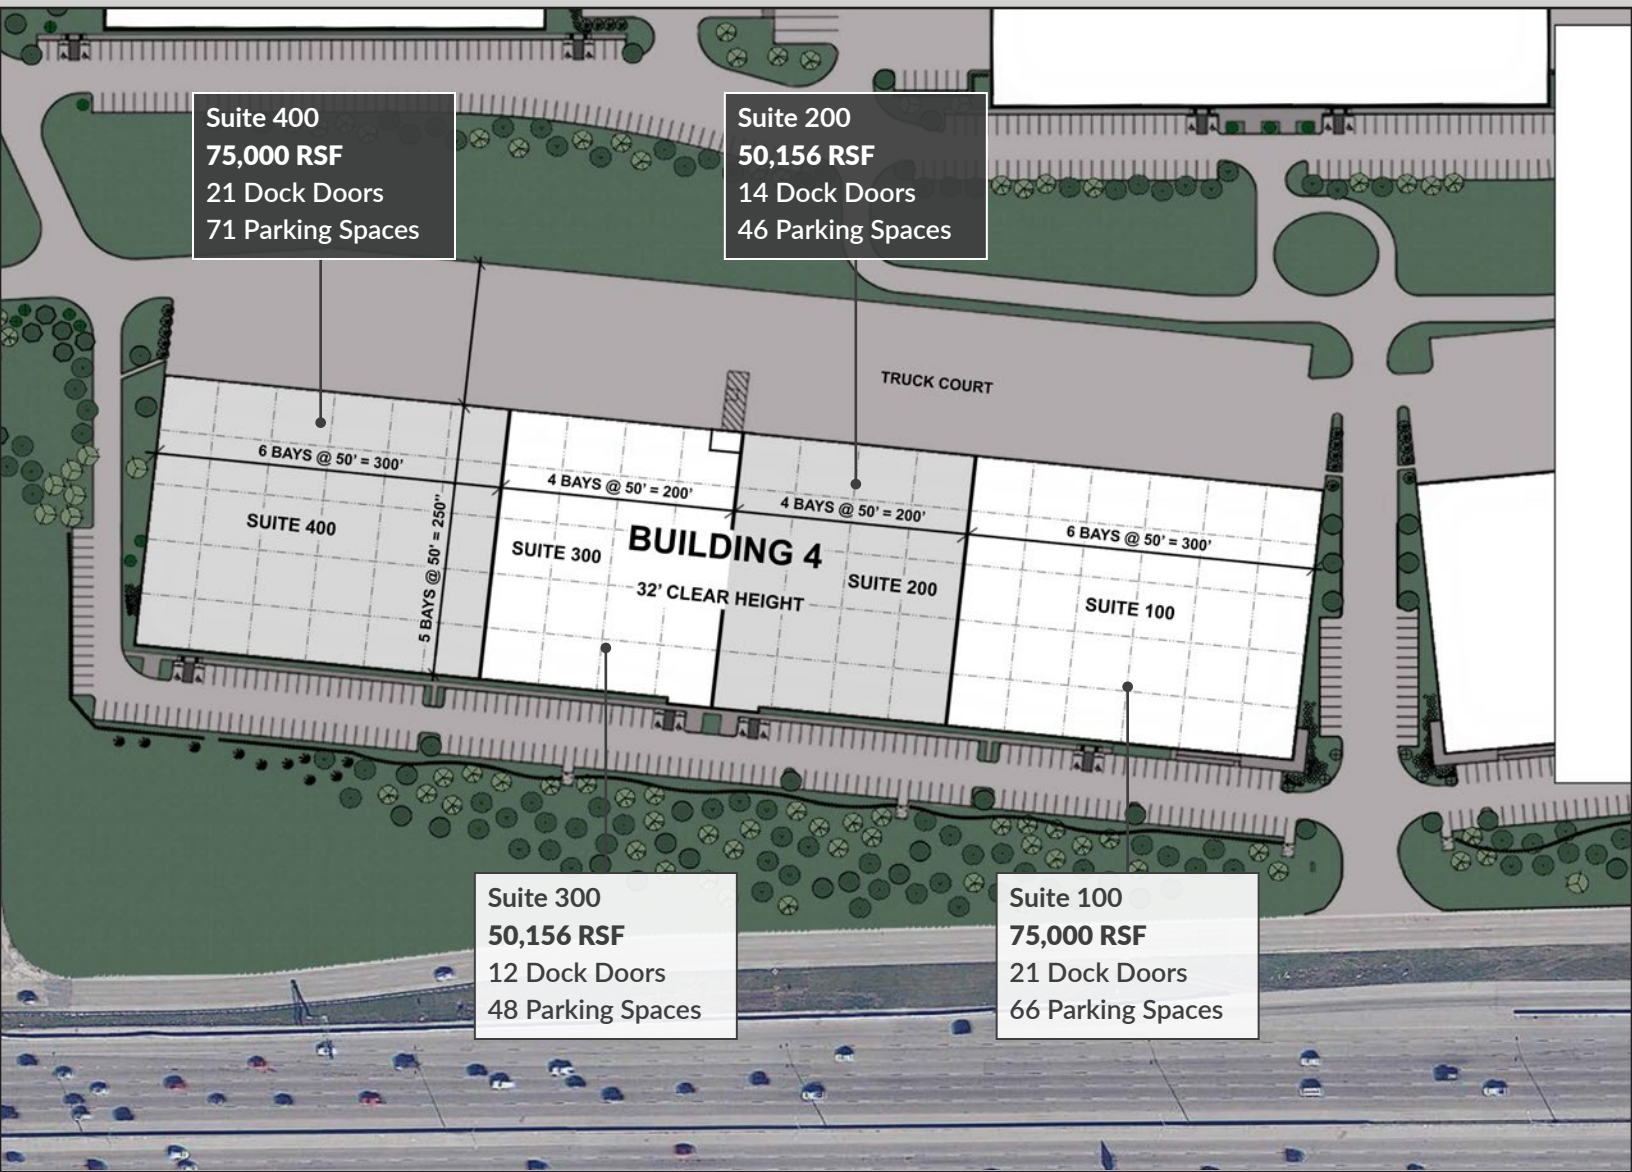 Suite 400
75,000 RSF
21 Dock Doors
71 Parking Spaces
Suite 200
50,156 RSF
14 Dock Doors
46 Parking Spaces
TRUCK COURT
6 BAYS @ 50' = 300'
4 BAYS @ 50' = 200'
4 BAYS @ 50' = 200'
6 BAYS @ 50' = 300'
5 BAYS @ 50' = 250"
SUITE 400
SUITE 300
BUILDING 4
32' CLEAR HEIGHT
SUITE 200
SUITE 100
Suite 300
50,156 RSF
12 Dock Doors
48 Parking Spaces
Suite 100
75,000 RSF
21 Dock Doors
66 Parking Spaces